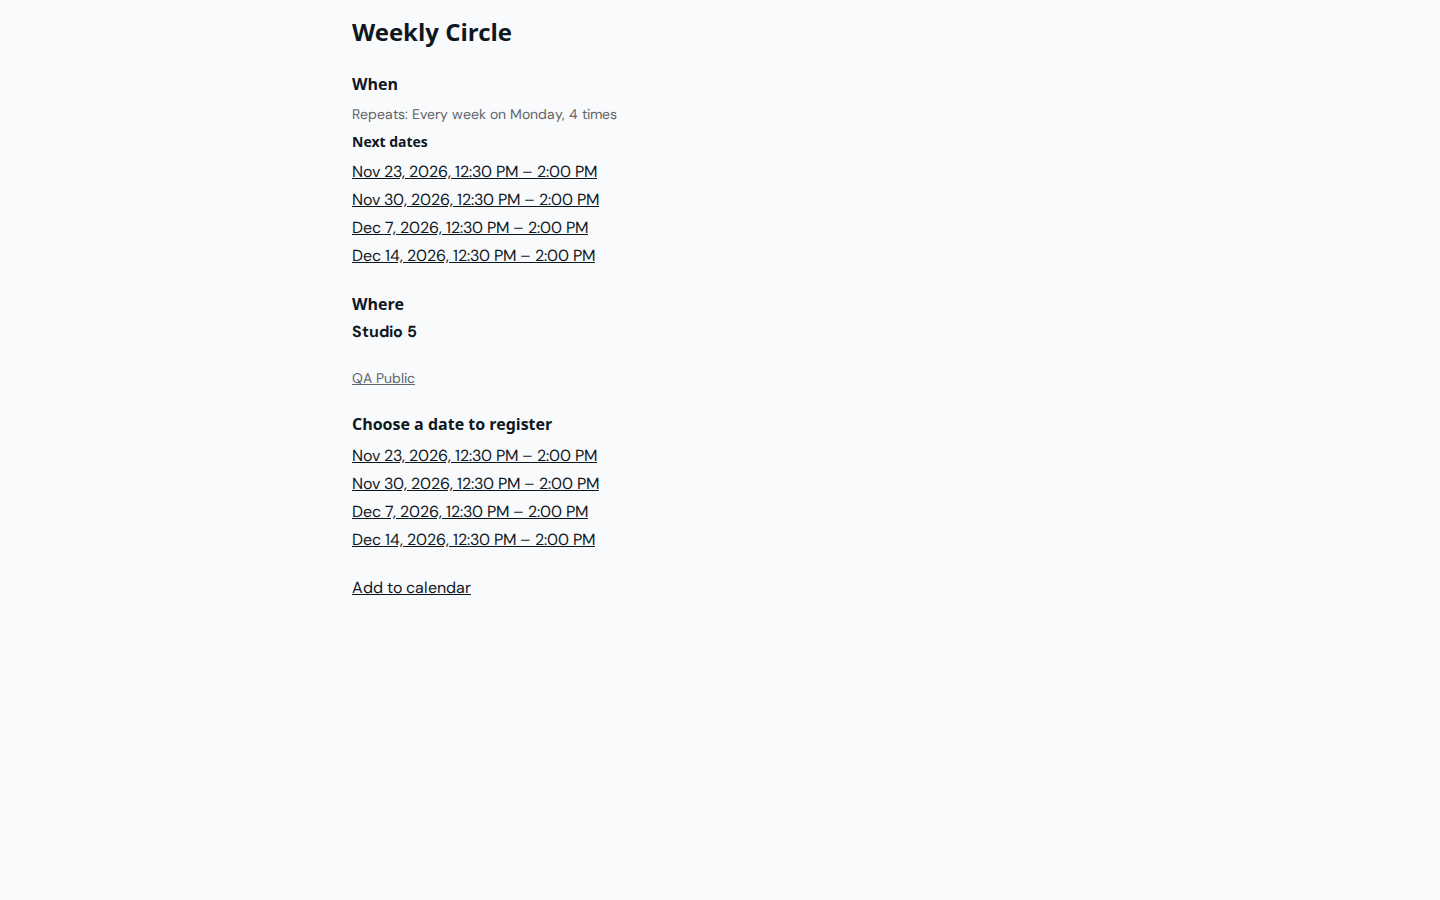 Weekly Circle
When
Repeats: Every week on Monday, 4 times
Next dates
Nov 23, 2026, 12:30 PM – 2:00 PM
Nov 30, 2026, 12:30 PM – 2:00 PM
Dec 7, 2026, 12:30 PM – 2:00 PM
Dec 14, 2026, 12:30 PM – 2:00 PM
Where
Studio 5
QA Public
Choose a date to register
Nov 23, 2026, 12:30 PM – 2:00 PM
Nov 30, 2026, 12:30 PM – 2:00 PM
Dec 7, 2026, 12:30 PM – 2:00 PM
Dec 14, 2026, 12:30 PM – 2:00 PM
Add to calendar